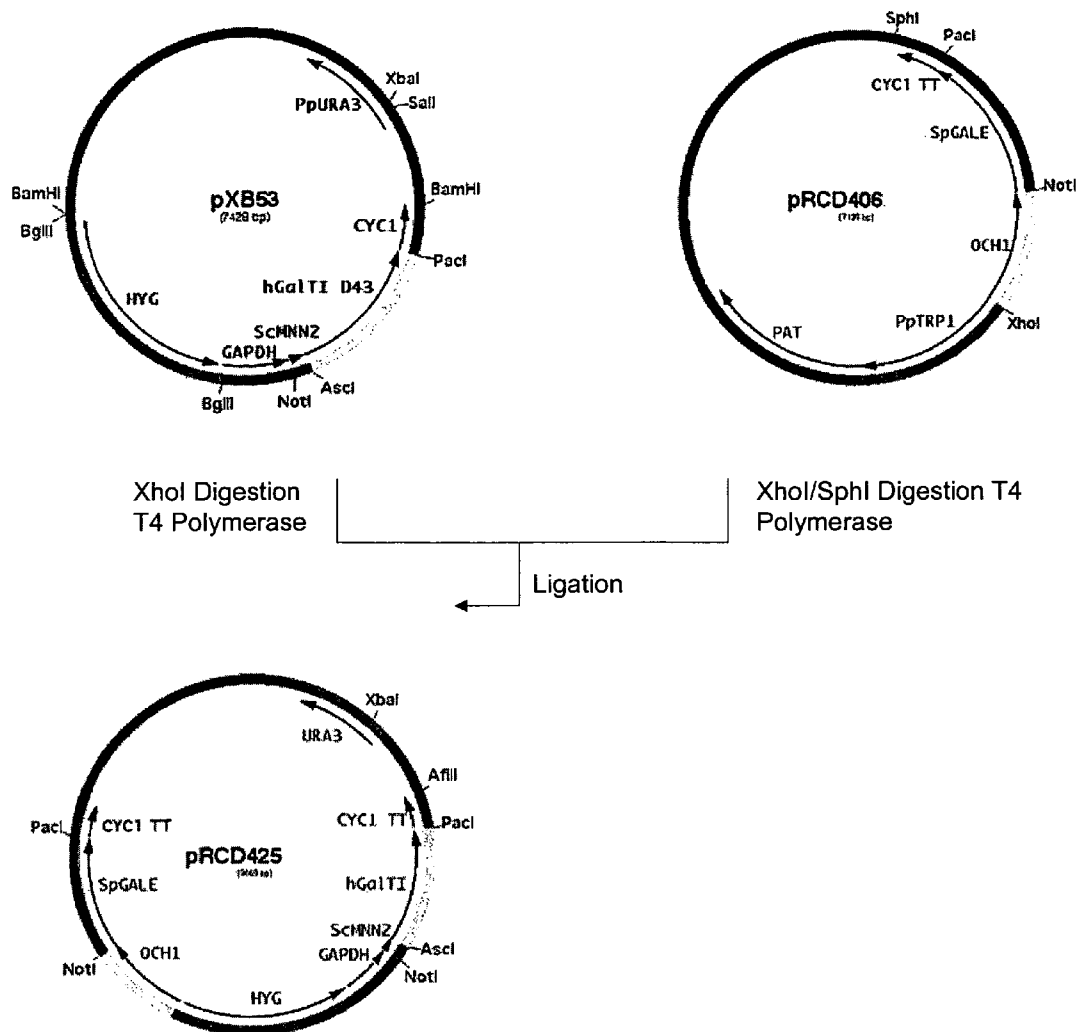 XbaI
SalI
PpURA3
BamHI
BglII
pXB53
BamHI
CYC1
PacI
hGalTI D43
HYG
ScMNN2
GAPDH
BglII
NotI
AscI
SphI
PacI
CYC1 TT
SpGALE
pRCD406
NotI
OCH1
PAT
PpTRP1
XhoI
XhoI Digestion
T4 Polymerase
XhoI/SphI Digestion T4
Polymerase
Ligation
XbaI
URA3
AflII
PacI
CYC1 TT
CYC1 TT
PacI
pRCD425
SpGALE
hGalTI
ScMNN2
GAPDH
AscI
NotI
NotI
OCH1
HYG